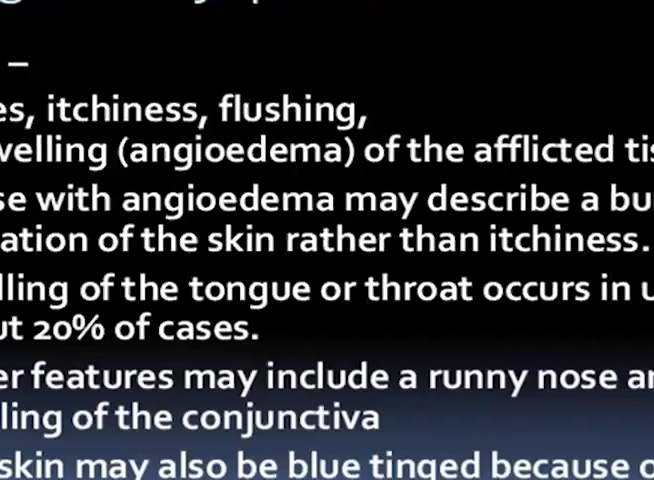 –
es, itchiness, flushing,
welling (angioedema) of the afflicted tis
se with angioedema may describe a bu
ation of the skin rather than itchiness.
lling of the tongue or throat occurs in u
ut 20% of cases.
er features may include a runny nose an
lling of the conjunctiva
skin may also be blue tinged because o